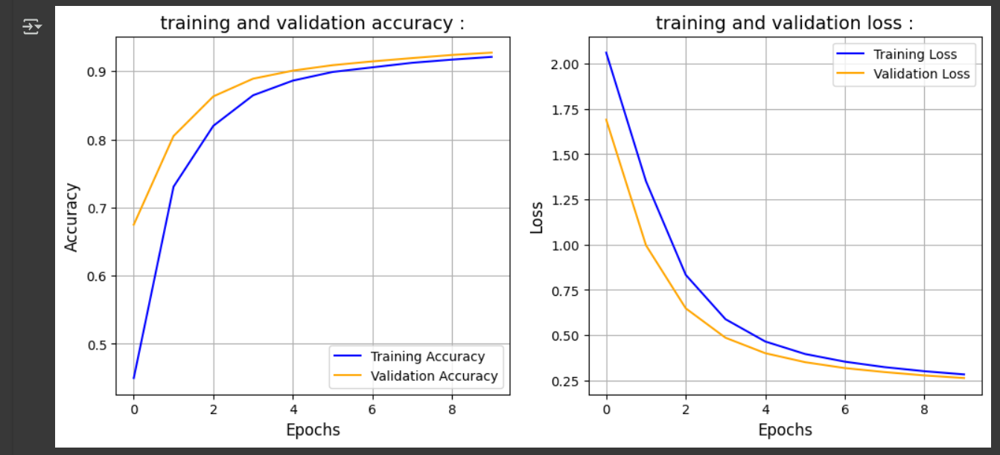 training and validation accuracy :
0.9
0.8
0.7
0.6
0.5
Accuracy
Training Accuracy
Validation Accuracy
0 2 4 6 8
Epochs
training and validation loss :
2.00
1.75
1.50
1.25
1.00
0.75
0.50
0.25
Loss
Training Loss
Validation Loss
0 2 4 6 8
Epochs